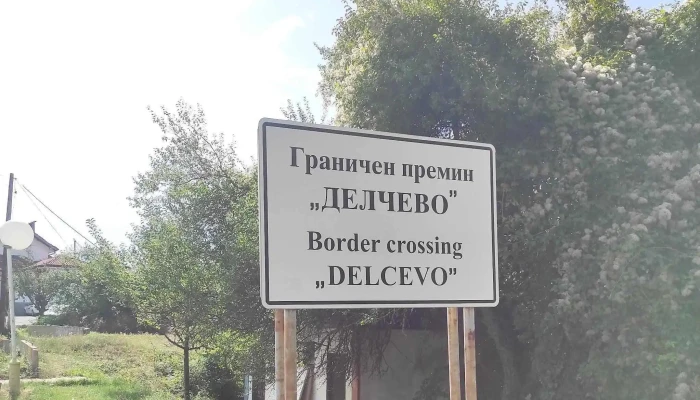 Граничен премин
„ДЕЛЧЕВО”
Border crossing
„DELCEVO”